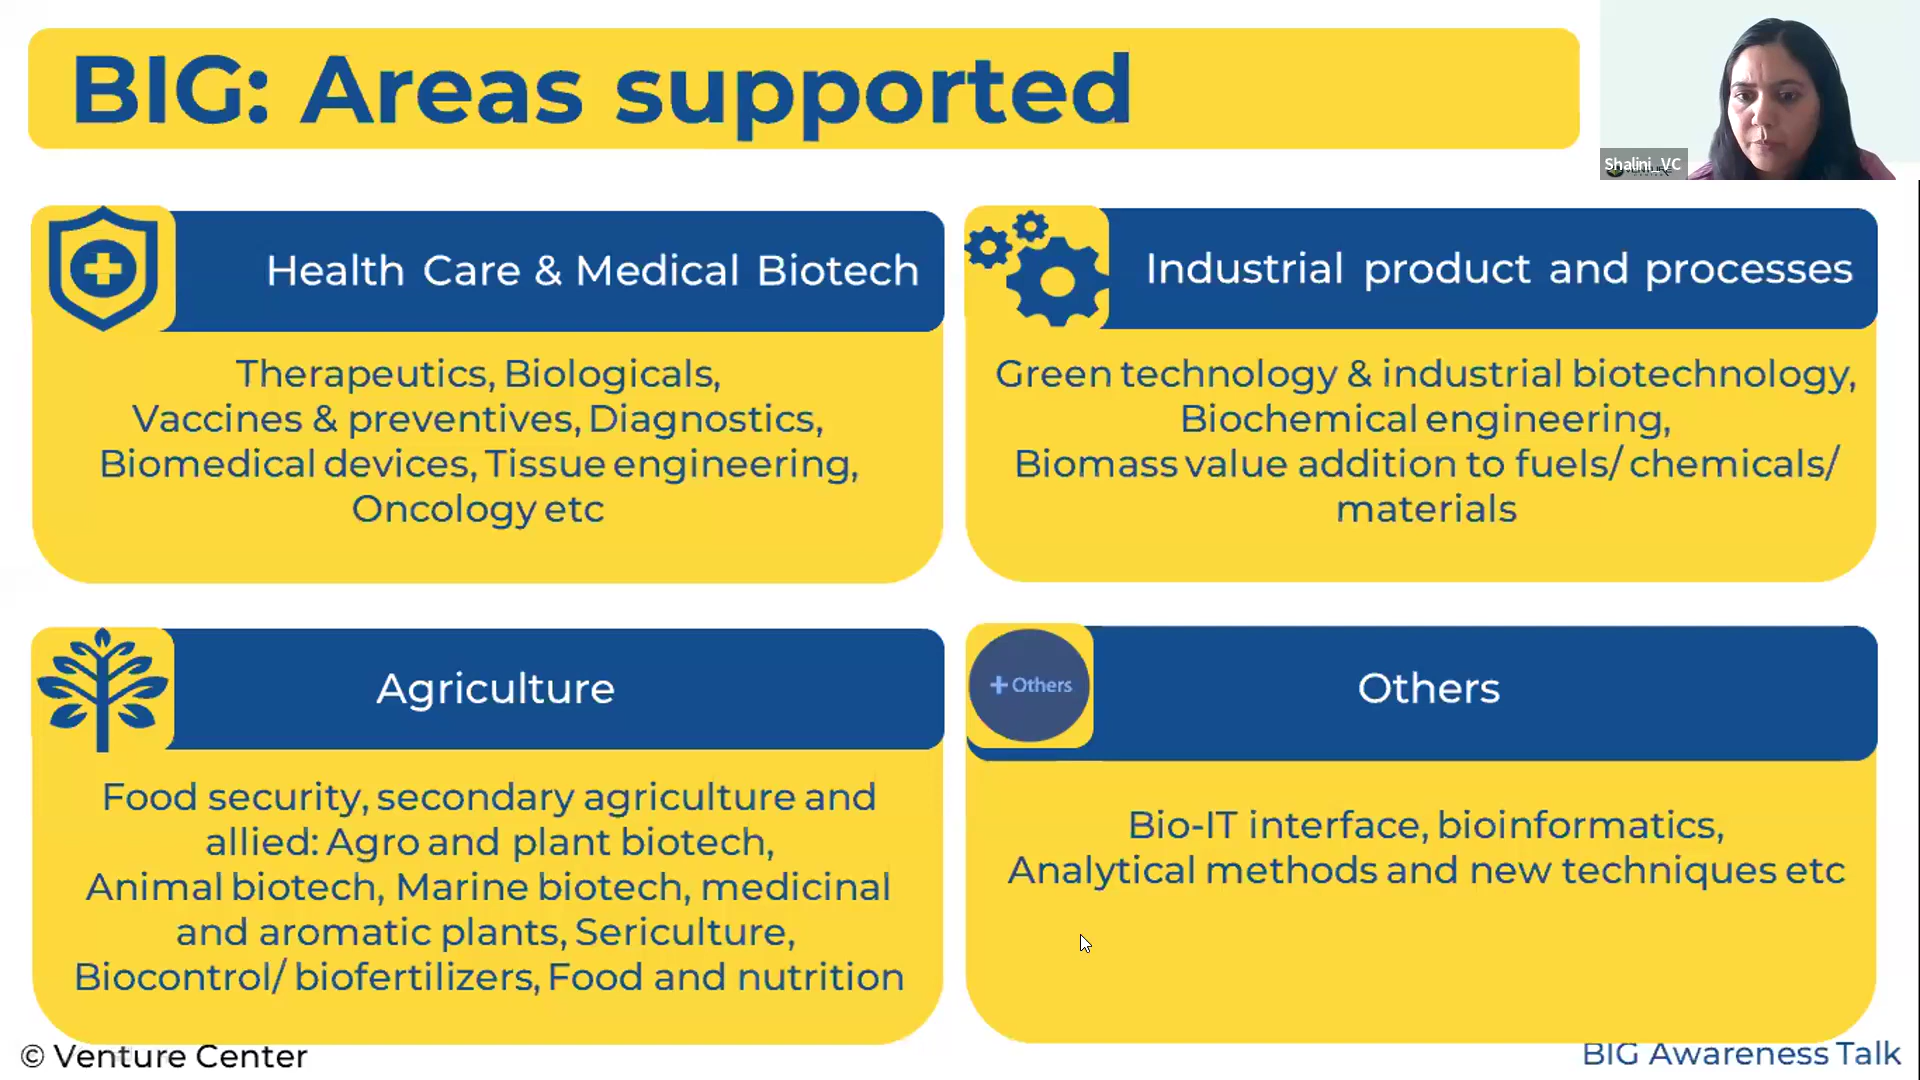 BIG: Areas supported
Shalini_VC
Health Care & Medical Biotech
Therapeutics, Biologicals,
Vaccines & preventives, Diagnostics,
Biomedical devices, Tissue engineering,
Oncology etc
Industrial product and processes
Green technology & industrial biotechnology,
Biochemical engineering,
Biomass value addition to fuels/ chemicals/
materials
Agriculture
Food security, secondary agriculture and
allied: Agro and plant biotech,
Animal biotech, Marine biotech, medicinal
and aromatic plants, Sericulture,
Biocontrol/ biofertilizers, Food and nutrition
+ Others
Others
Bio-IT interface, bioinformatics,
Analytical methods and new techniques etc
© Venture Center
BIG Awareness Talk